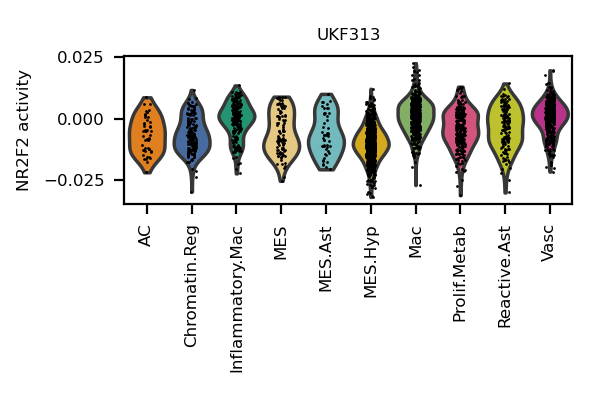 UKF313
NR2F2 activity
0.025
0.000
−0.025
AC
Chromatin.Reg
Inflammatory.Mac
MES
MES.Ast
MES.Hyp
Mac
Prolif.Metab
Reactive.Ast
Vasc